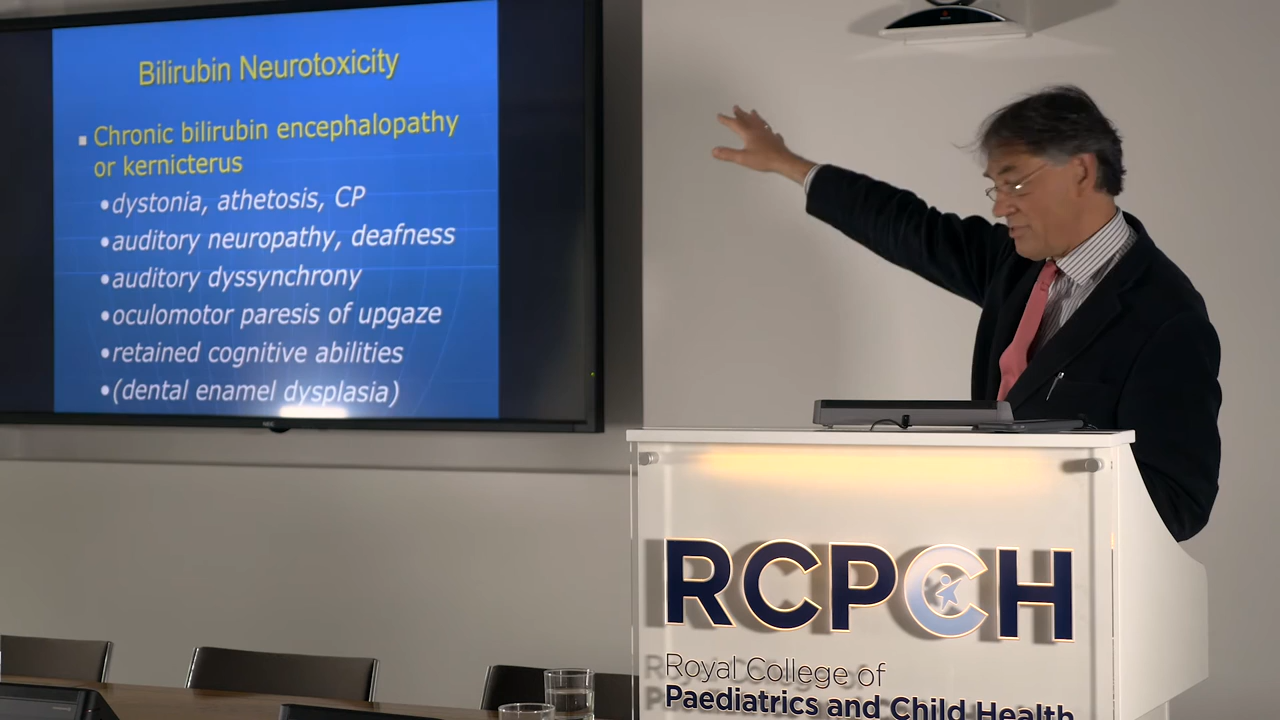 Bilirubin Neurotoxicity
▪ Chronic bilirubin encephalopathy
or kernicterus
•dystonia, athetosis, CP
•auditory neuropathy, deafness
•auditory dyssynchrony
•oculomotor paresis of upgaze
•retained cognitive abilities
•(dental enamel dysplasia)
NEC
RCPCH
Royal College of
Paediatrics and Child Health